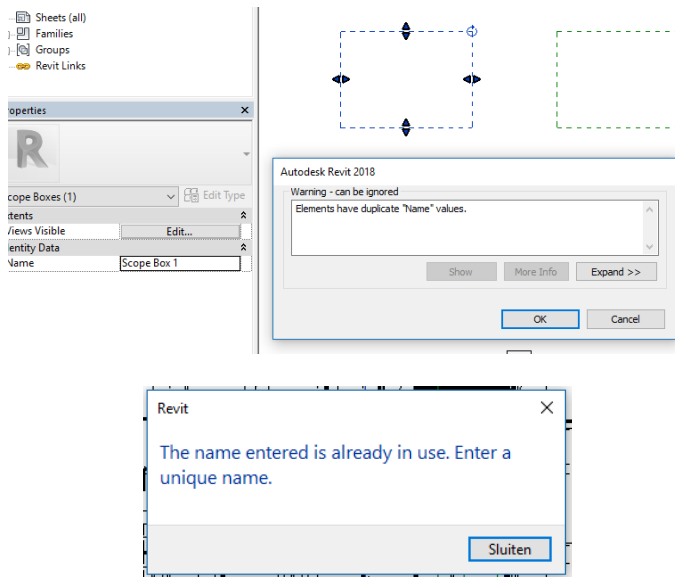 Sheets (all)
Families
Groups
Revit Links
roperties
R
cope Boxes (1)
Edit Type
tents
Views Visible
Edit...
dentity Data
Name
Scope Box 1
Autodesk Revit 2018
Warning - can be ignored
Elements have duplicate "Name" values.
Show
More Info
Expand >>
OK
Cancel
Revit
The name entered is already in use. Enter a
unique name.
Sluiten